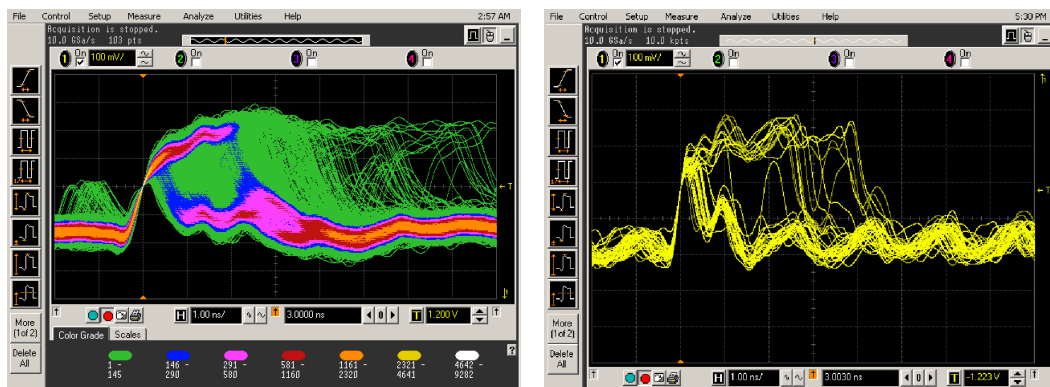 File Control Setup Measure Analyze Utilities Help 2:57 AM
Acquisition is stopped.
10.0 GSa/s 103 pts
1 On 100 mV/ 2 On 3 On 4 On
T
More
(1 of 2)
Delete
All
H 1.00 ns/ 3.0000 ns 0 T 1.200 V
Color Grade Scales
?
1 - 146 - 291 - 581 - 1161 - 2321 - 4642 -
145 290 580 1160 2320 4641 9282
File Control Setup Measure Analyze Utilities Help 5:30 PM
Acquisition is stopped.
10.0 GSa/s 10.0 kpts
1 On 100 mV/ 2 On 3 On 4 On
T
More
(1 of 2)
Delete
All
H 1.00 ns/ 3.0030 ns 0 T -1.223 V